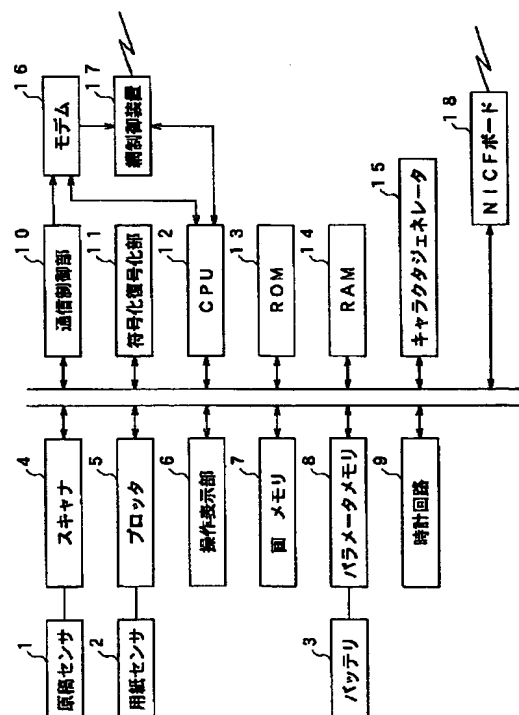 1
原稿センサ
2
用紙センサ
3
バッテリ
4
スキャナ
5
プロッタ
6
操作表示部
7
画 メモリ
8
パラメータメモリ
9
時計回路
10
通信制御部
11
符号化復号化部
12
CPU
13
ROM
14
RAM
15
キャラクタジェネレータ
16
モデム
17
網制御装置
18
NICFボード